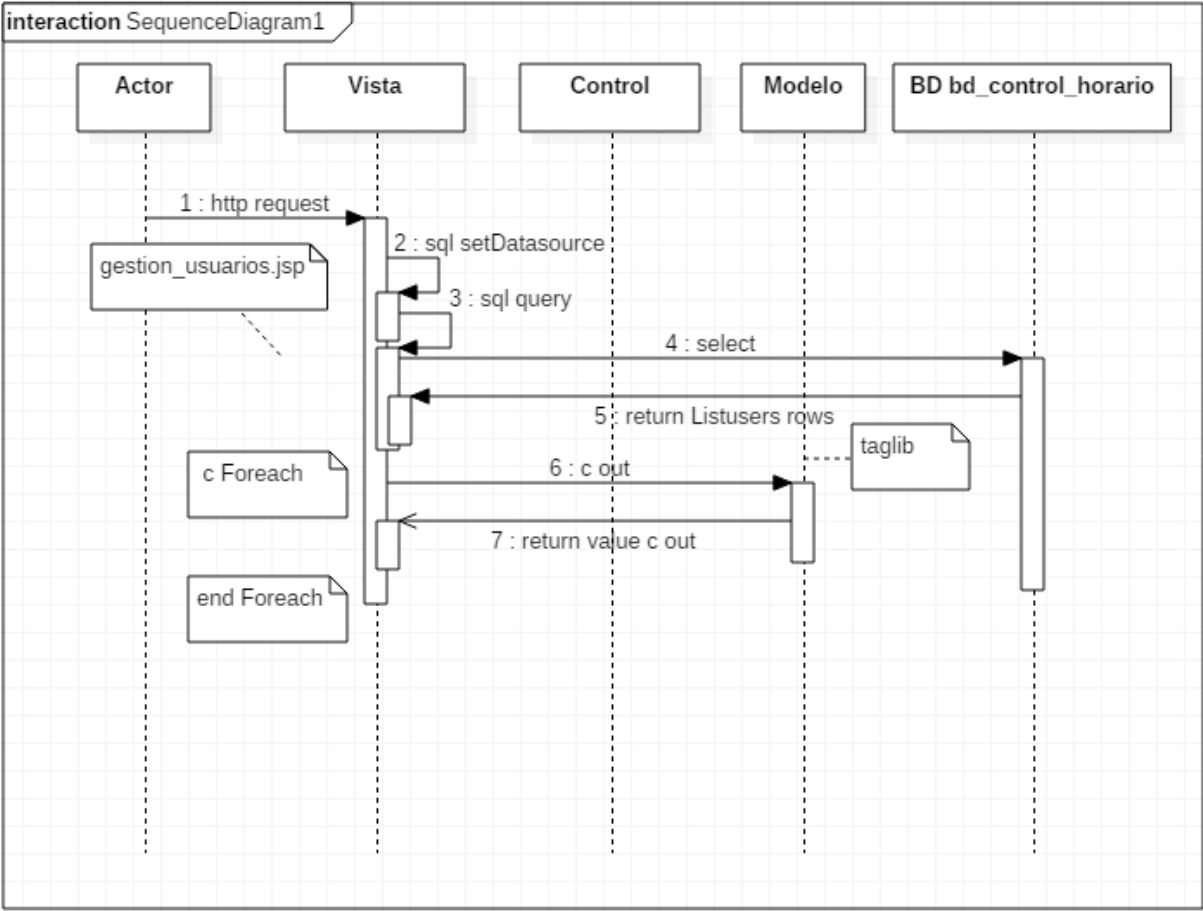 interaction SequenceDiagram1
Actor
Vista
Control
Modelo
BD bd_control_horario
1 : http request
2 : sql setDatasource
gestion_usuarios.jsp
3 : sql query
4 : select
5 : return Listusers rows
taglib
c Foreach
6 : c out
7 : return value c out
end Foreach